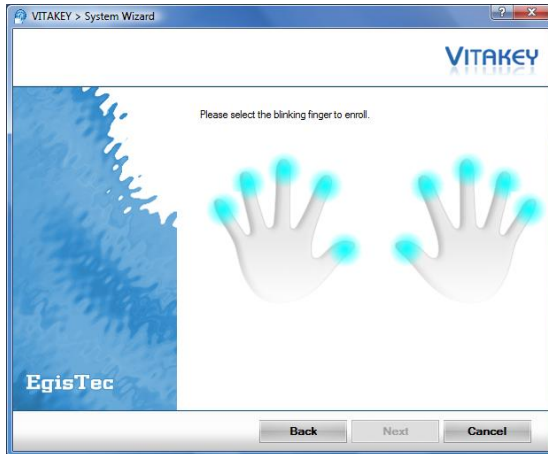 VITAKEY > System Wizard
VITAKEY
Please select the blinking finger to enroll.
EgisTec
Back
Next
Cancel